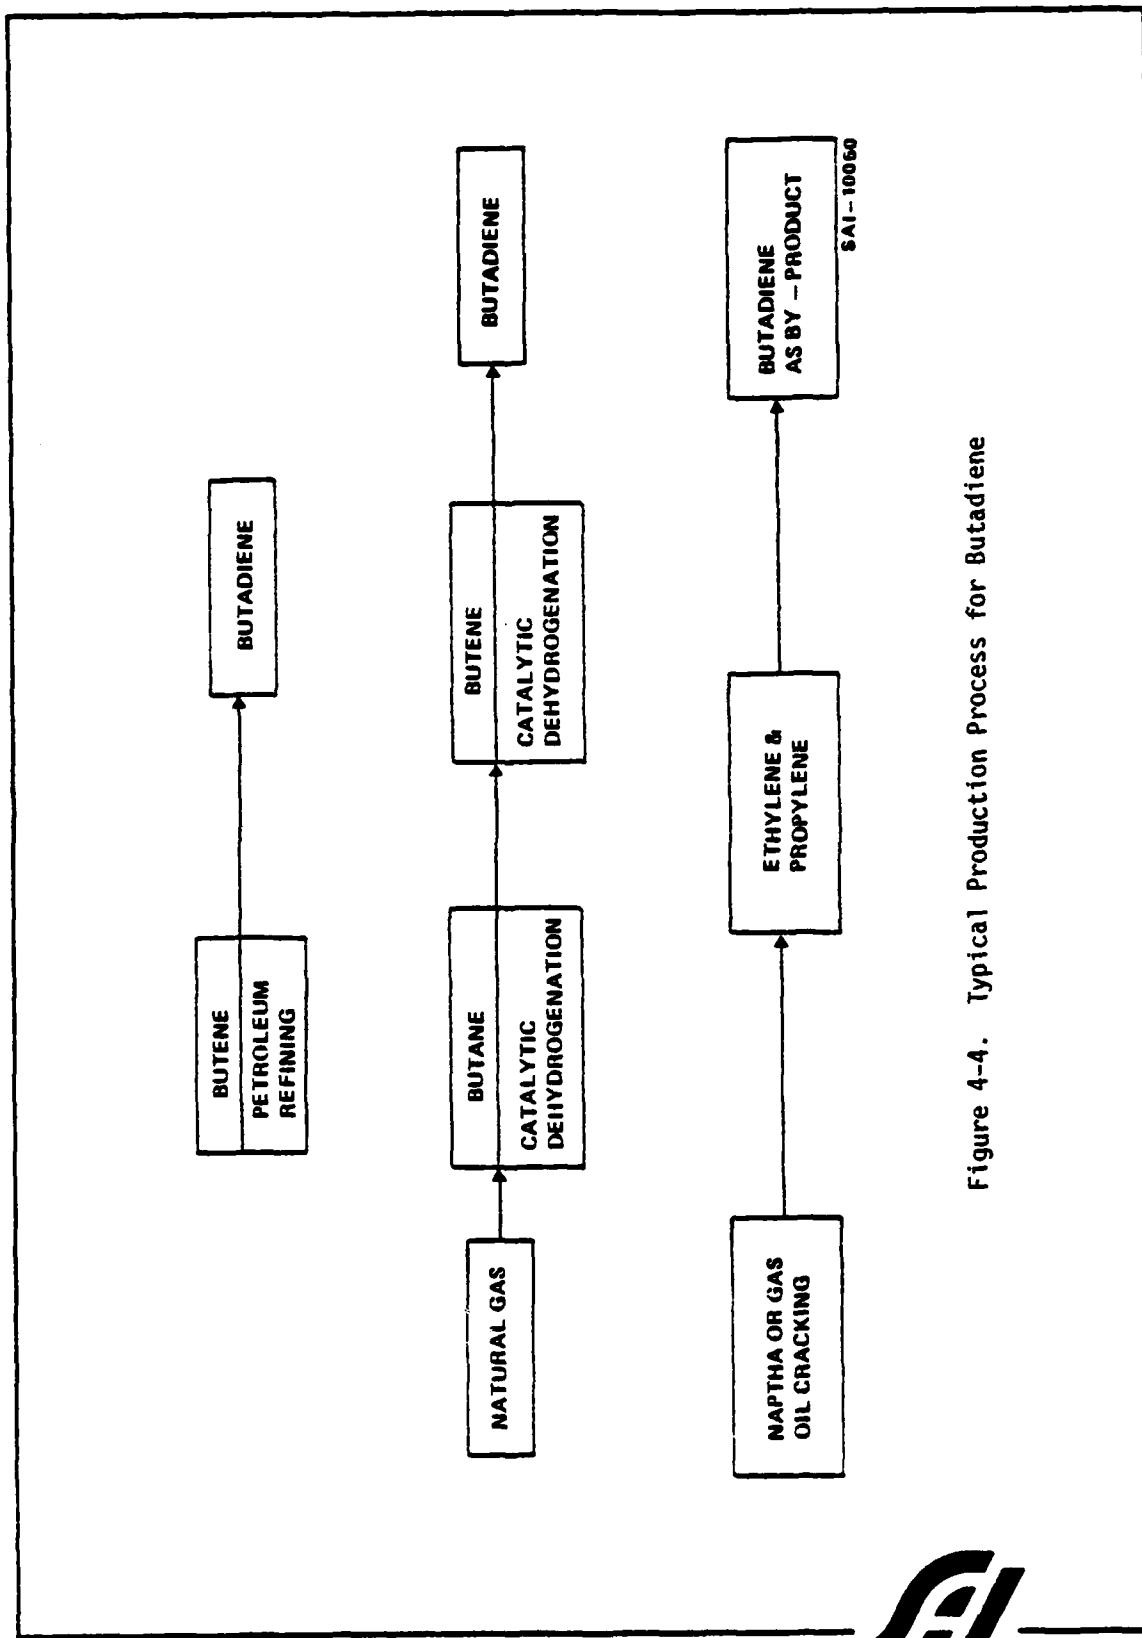 BUTENE
PETROLEUM
REFINING
BUTADIENE
NATURAL GAS
BUTANE
CATALYTIC
DEHYDROGENATION
BUTENE
CATALYTIC
DEHYDROGENATION
BUTADIENE
NAPTHA OR GAS
OIL CRACKING
ETHYLENE &
PROPYLENE
BUTADIENE
AS BY – PRODUCT
SAI – 10060
Figure 4-4. Typical Production Process for Butadiene